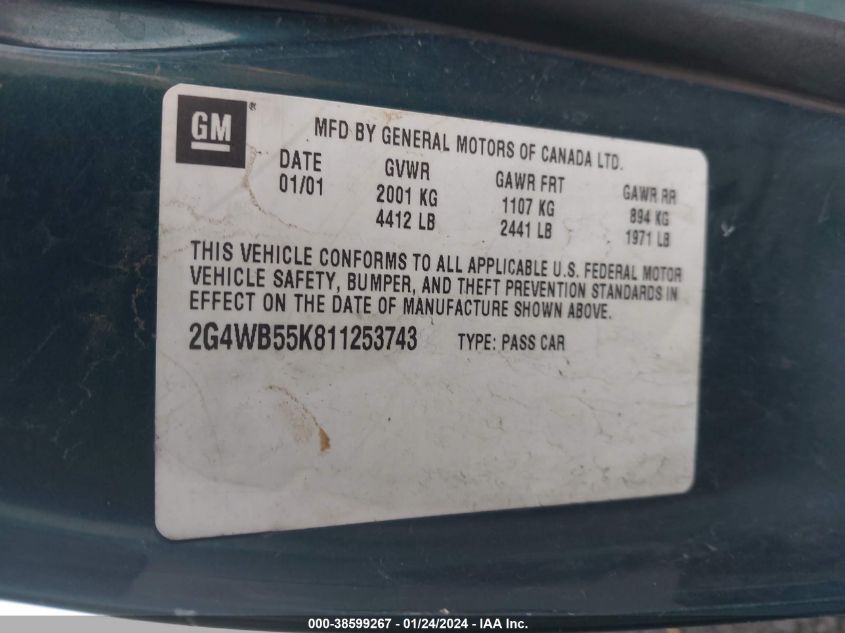 GM®
MFD BY GENERAL MOTORS OF CANADA LTD.
DATE GVWR GAWR FRT GAWR RR
01/01 2001 KG 1107 KG 894 KG
4412 LB 2441 LB 1971 LB
THIS VEHICLE CONFORMS TO ALL APPLICABLE U.S. FEDERAL MOTOR
VEHICLE SAFETY, BUMPER, AND THEFT PREVENTION STANDARDS IN
EFFECT ON THE DATE OF MANUFACTURE SHOWN ABOVE.
2G4WB55K811253743 TYPE: PASS CAR
000-38599267 - 01/24/2024 - IAA Inc.